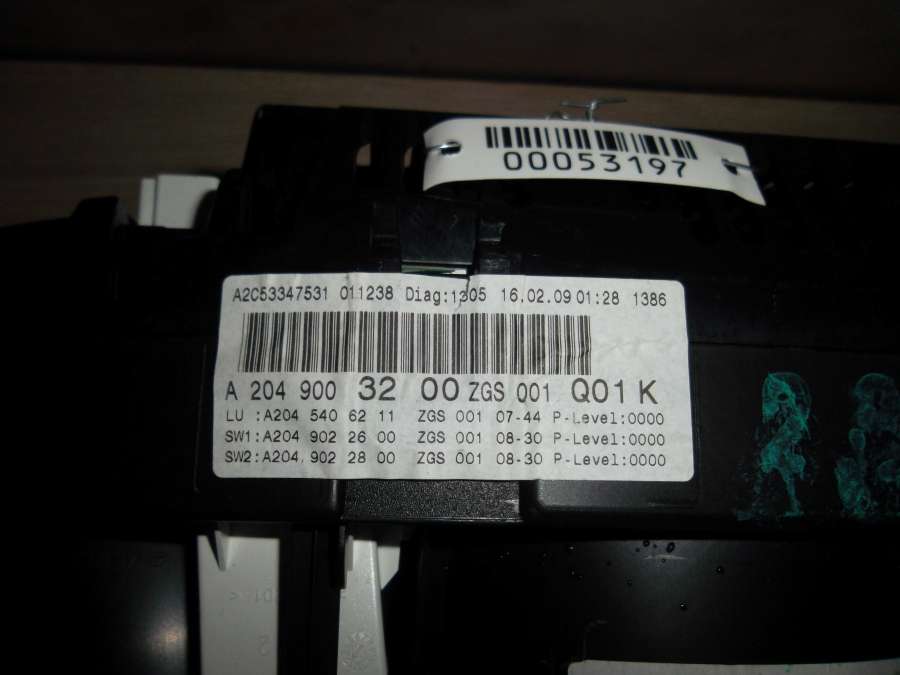 00053197
A2C53347531 011238 Diag:1305 16.02.09 01:28 1386
A 204 900 32 00 ZGS 001 Q01 K
LU :A204 540 62 11 ZGS 001 07-44 P-Level:0000
SW1:A204 902 26 00 ZGS 001 08-30 P-Level:0000
SW2:A204 902 28 00 ZGS 001 08-30 P-Level:0000